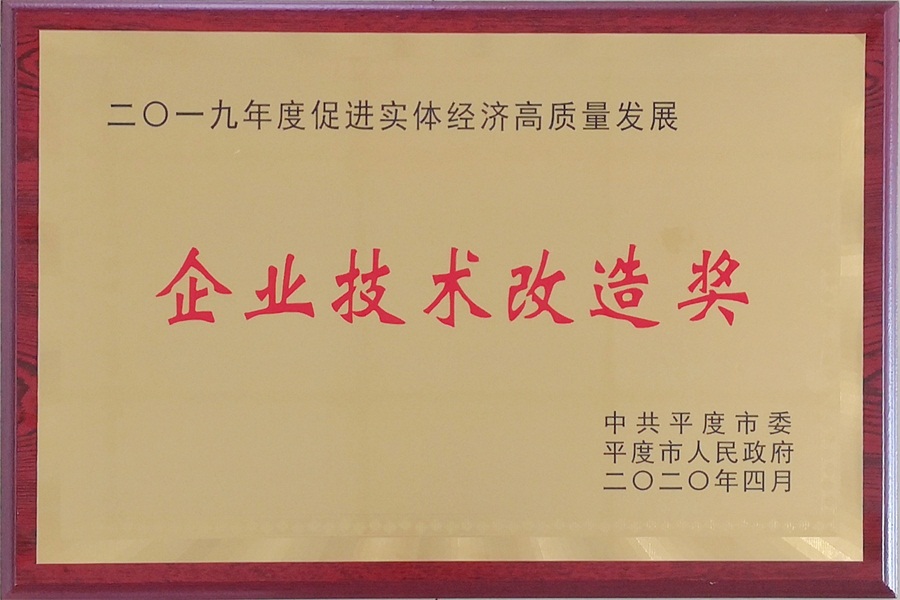 二〇一九年度促进实体经济高质量发展
企业技术改造奖
中共平度市委
平度市人民政府
二〇二〇年四月